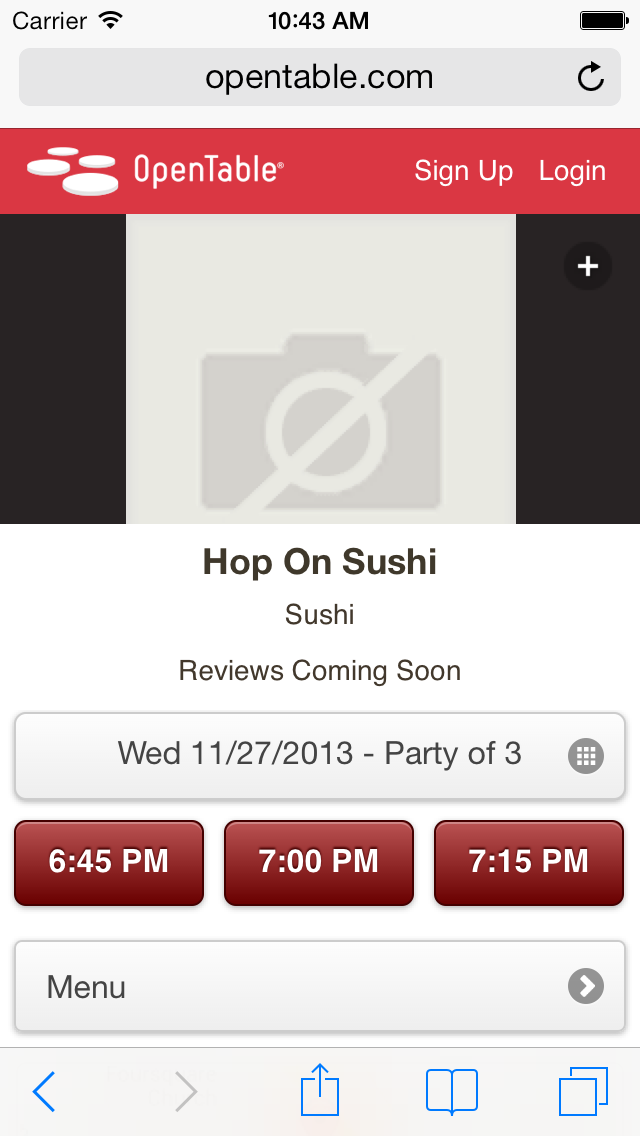 Carrier 10:43 AM
opentable.com
OpenTable® Sign Up Login
Hop On Sushi
Sushi
Reviews Coming Soon
Wed 11/27/2013 - Party of 3
6:45 PM 7:00 PM 7:15 PM
Menu